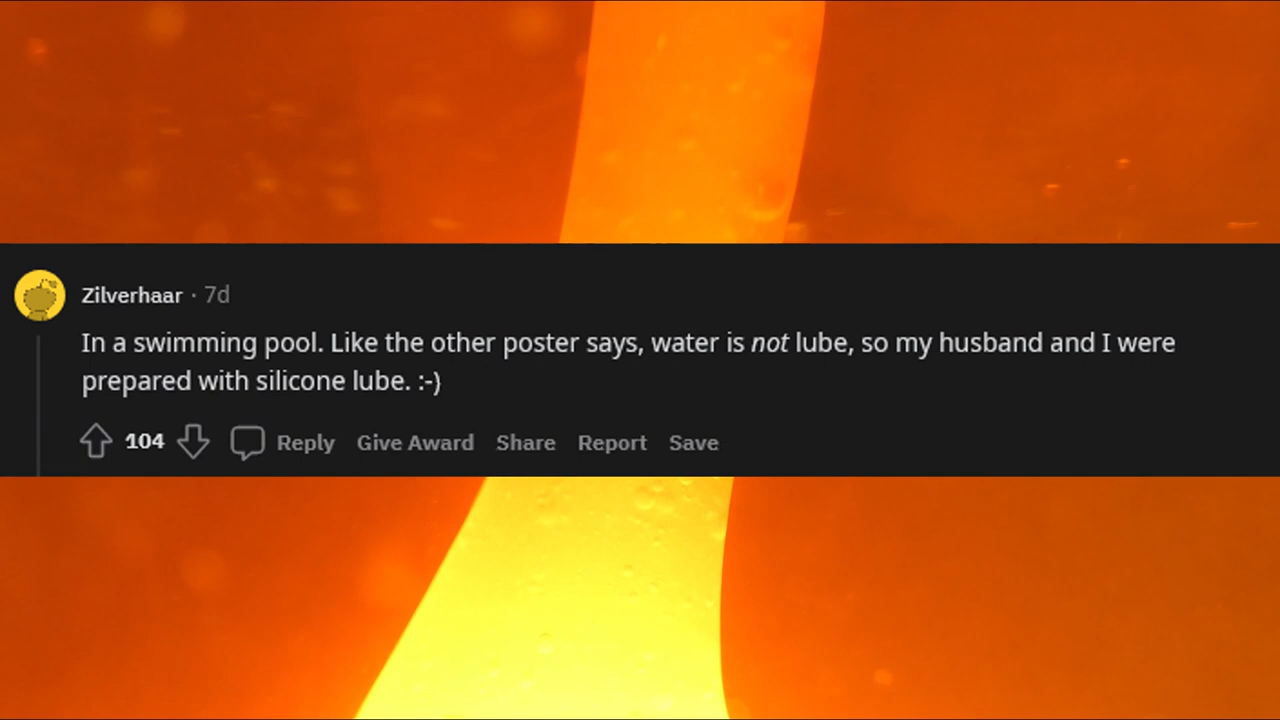 Zilverhaar · 7d
In a swimming pool. Like the other poster says, water is not lube, so my husband and I were
prepared with silicone lube. :-)
104 Reply Give Award Share Report Save